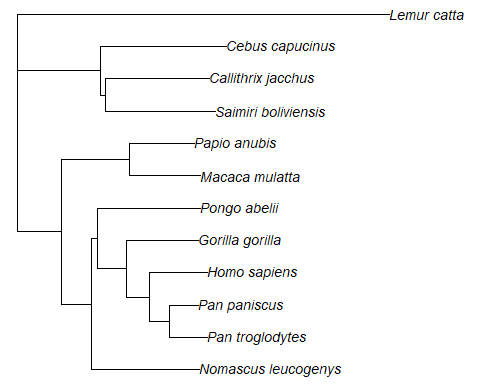 Lemur catta
Cebus capucinus
Callithrix jacchus
Saimiri boliviensis
Papio anubis
Macaca mulatta
Pongo abelii
Gorilla gorilla
Homo sapiens
Pan paniscus
Pan troglodytes
Nomascus leucogenys